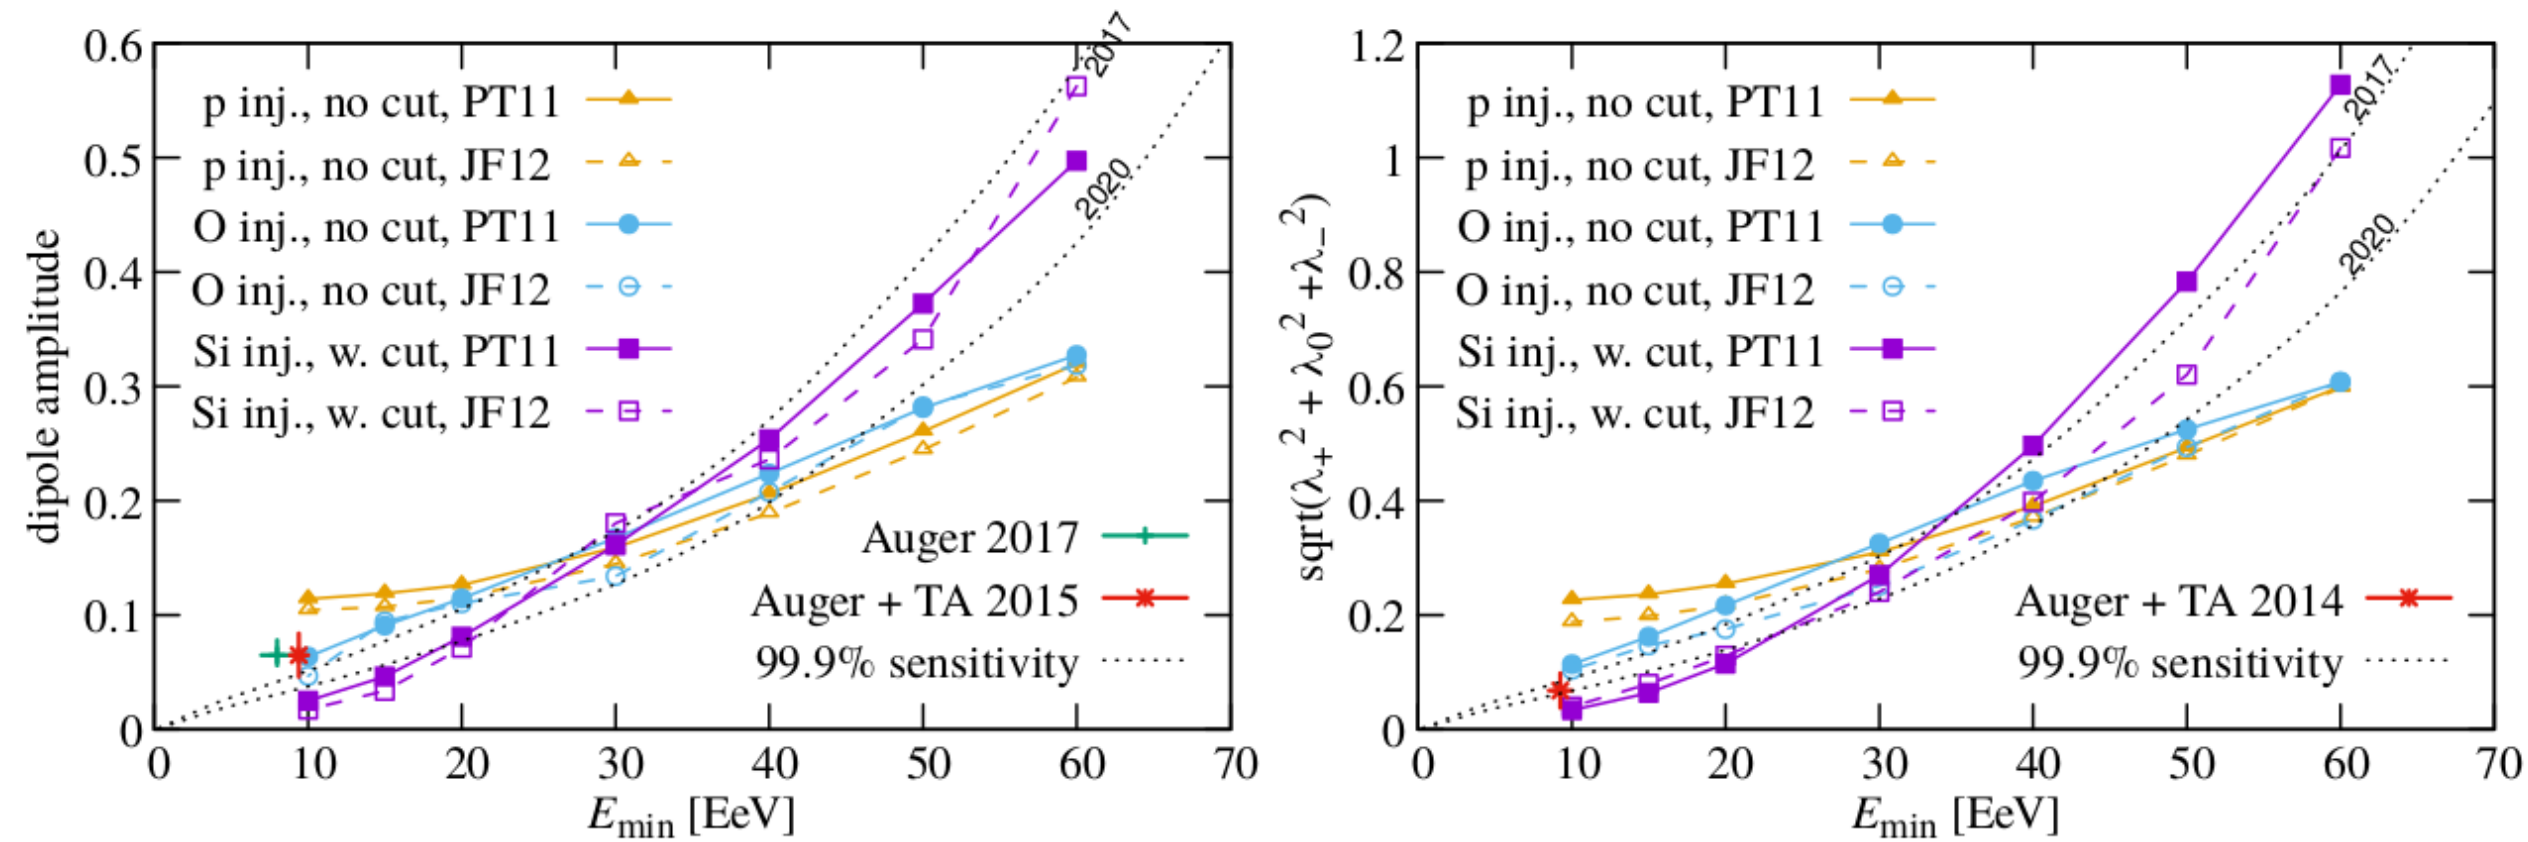 0.6
0.5
0.4
0.3
0.2
0.1
0
dipole amplitude
p inj., no cut, PT11
p inj., no cut, JF12
O inj., no cut, PT11
O inj., no cut, JF12
Si inj., w. cut, PT11
Si inj., w. cut, JF12
2017
2020
Auger 2017
Auger + TA 2015
99.9% sensitivity
0 10 20 30 40 50 60 70
E_min [EeV]
1.2
1
0.8
0.6
0.4
0.2
0
sqrt(λ₊² + λ₀² +λ₋²)
p inj., no cut, PT11
p inj., no cut, JF12
O inj., no cut, PT11
O inj., no cut, JF12
Si inj., w. cut, PT11
Si inj., w. cut, JF12
2017
2020
Auger + TA 2014
99.9% sensitivity
0 10 20 30 40 50 60 70
E_min [EeV]